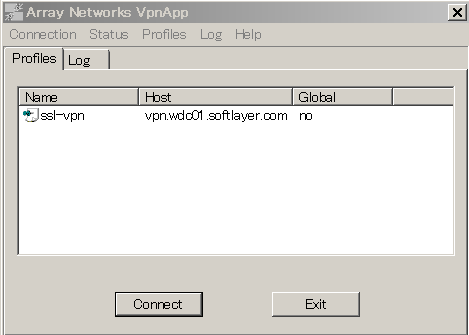 Array Networks VpnApp
Connection Status Profiles Log Help
Profiles Log
Name Host Global
ssl-vpn vpn.wdc01.softlayer.com no
Connect Exit